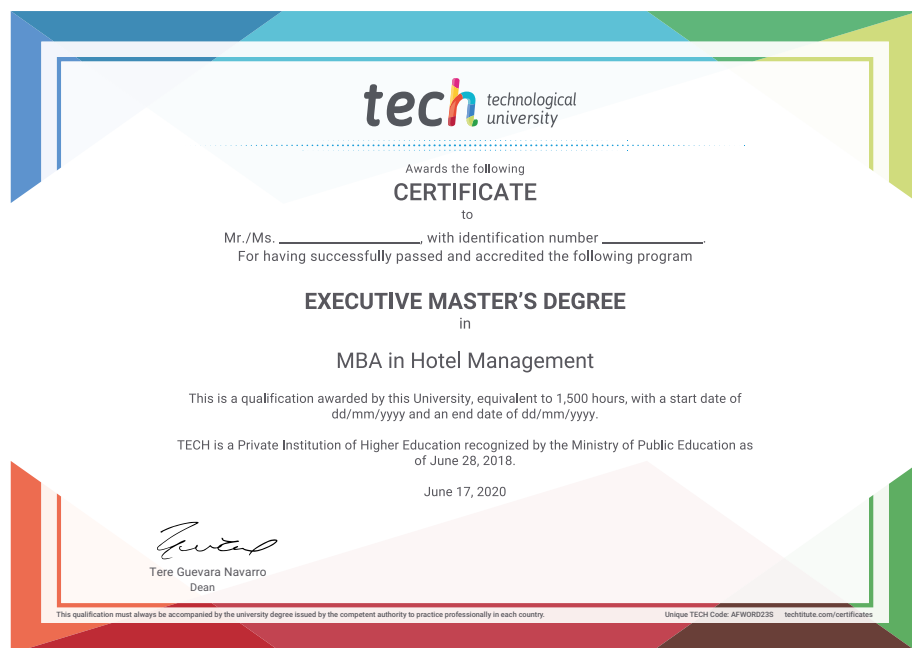 tech technological
university
Awards the following
CERTIFICATE
to
Mr./Ms. ____________________, with identification number ______________.
For having successfully passed and accredited the following program
EXECUTIVE MASTER'S DEGREE
in
MBA in Hotel Management
This is a qualification awarded by this University, equivalent to 1,500 hours, with a start date of
dd/mm/yyyy and an end date of dd/mm/yyyy.
TECH is a Private Institution of Higher Education recognized by the Ministry of Public Education as
of June 28, 2018.
June 17, 2020
Tere Guevara Navarro
Dean
This qualification must always be accompanied by the university degree issued by the competent authority to practice professionally in each country.
Unique TECH Code: AFWORD23S techtitute.com/certificates